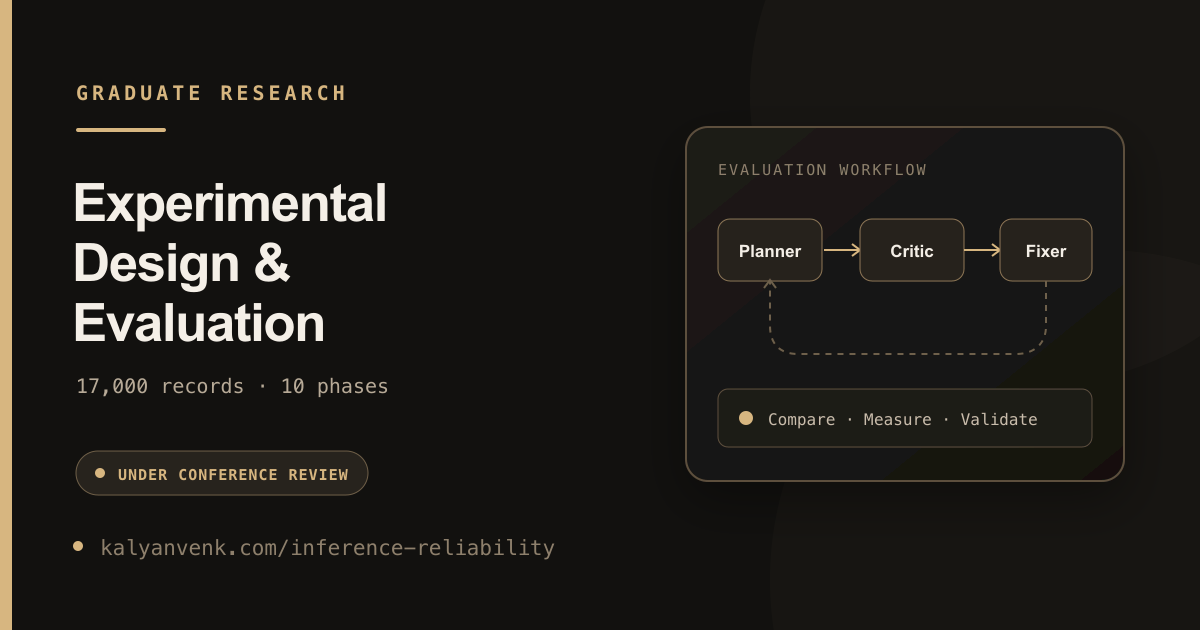 GRADUATE RESEARCH
Experimental
Design &
Evaluation
17,000 records · 10 phases
UNDER CONFERENCE REVIEW
kalyanvenk.com/inference-reliability
EVALUATION WORKFLOW
Planner
Critic
Fixer
Compare · Measure · Validate